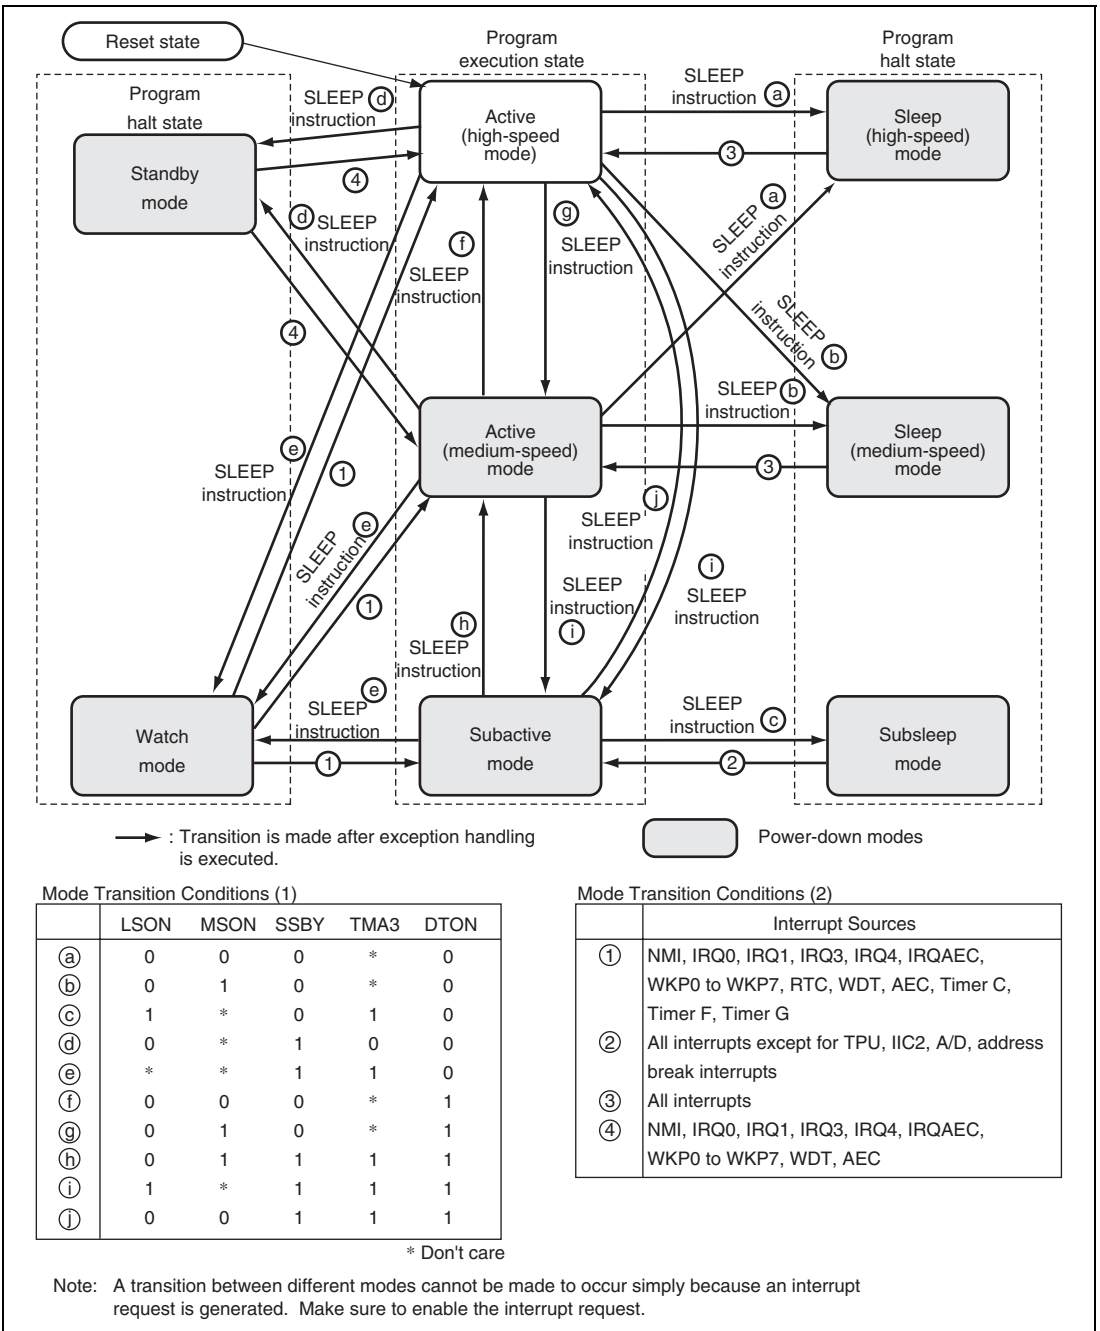 Reset state
Program
execution state
Program
halt state
Program
halt state
SLEEP ⓓ
instruction
Active
(high-speed
mode)
SLEEP
instruction ⓐ
Sleep
(high-speed)
mode
Standby
mode
④
③
ⓓ SLEEP
instruction
ⓕ
SLEEP
instruction
ⓖ
SLEEP
instruction
SLEEP ⓐ
instruction
SLEEP
instruction ⓑ
④
Active
(medium-speed)
mode
SLEEP ⓑ
instruction
Sleep
(medium-speed)
mode
③
ⓔ
SLEEP
instruction
①
SLEEP ⓔ
instruction
①
ⓙ
SLEEP
instruction
ⓘ
SLEEP
instruction
SLEEP
instruction
ⓘ
ⓗ
SLEEP
instruction
ⓔ
SLEEP
instruction
Watch
mode
①
Subactive
mode
SLEEP
instruction ⓒ
②
Subsleep
mode
: Transition is made after exception handling
is executed.
Power-down modes
Mode Transition Conditions (1)
LSON MSON SSBY TMA3 DTON
ⓐ 0 0 0 * 0
ⓑ 0 1 0 * 0
ⓒ 1 * 0 1 0
ⓓ 0 * 1 0 0
ⓔ * * 1 1 0
ⓕ 0 0 0 * 1
ⓖ 0 1 0 * 1
ⓗ 0 1 1 1 1
ⓘ 1 * 1 1 1
ⓙ 0 0 1 1 1
* Don't care
Mode Transition Conditions (2)
Interrupt Sources
① NMI, IRQ0, IRQ1, IRQ3, IRQ4, IRQAEC,
WKP0 to WKP7, RTC, WDT, AEC, Timer C,
Timer F, Timer G
② All interrupts except for TPU, IIC2, A/D, address
break interrupts
③ All interrupts
④ NMI, IRQ0, IRQ1, IRQ3, IRQ4, IRQAEC,
WKP0 to WKP7, WDT, AEC
Note: A transition between different modes cannot be made to occur simply because an interrupt
request is generated. Make sure to enable the interrupt request.